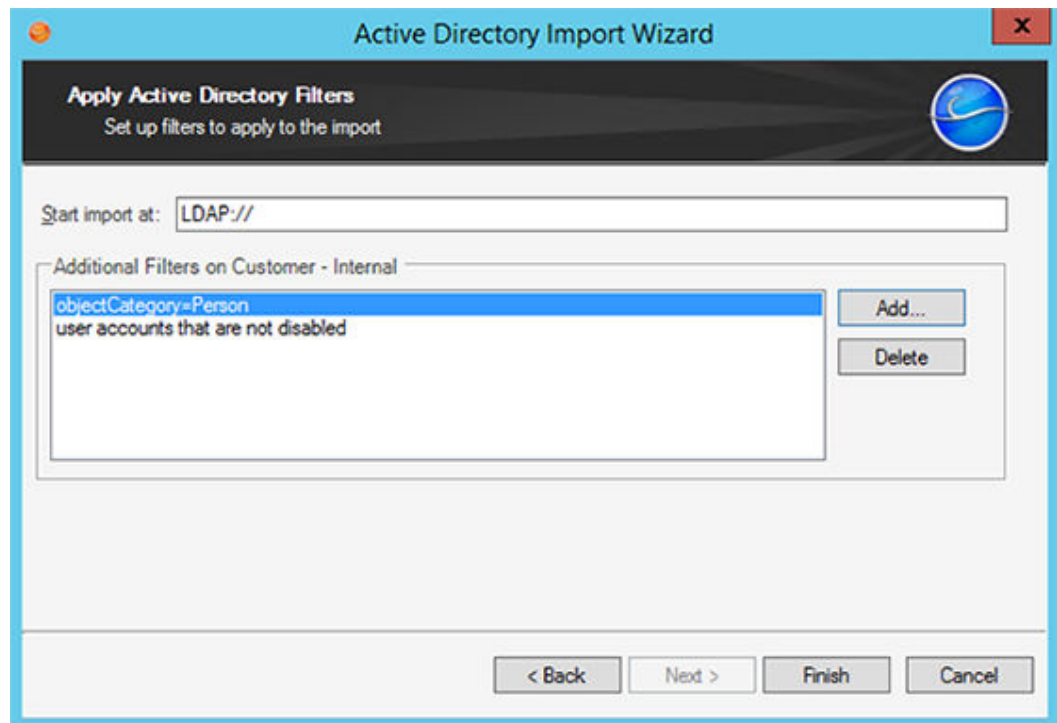 Active Directory Import Wizard
x
Apply Active Directory Filters
Set up filters to apply to the import
Start import at: LDAP://
Additional Filters on Customer - Internal
objectCategory=Person
Add...
user accounts that are not disabled
Delete
< Back Next > Finish Cancel